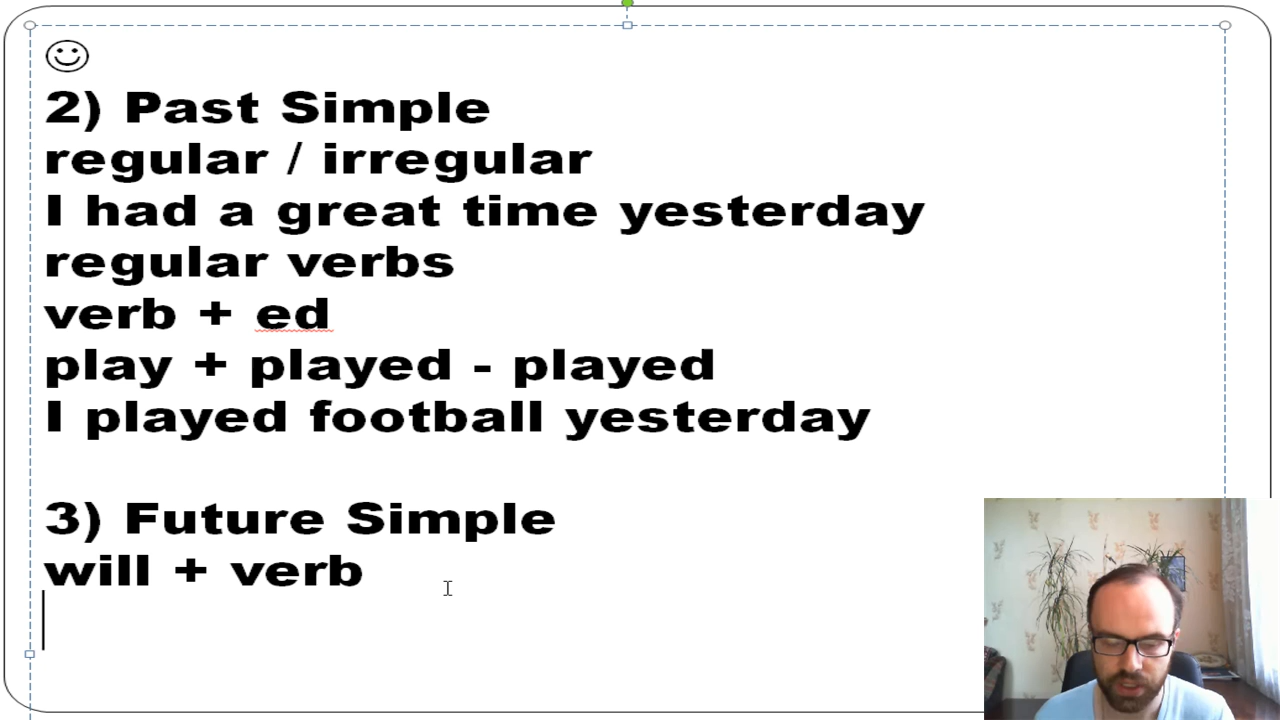 2) Past Simple
regular / irregular
I had a great time yesterday
regular verbs
verb + ed
play + played - played
I played football yesterday
3) Future Simple
will + verb